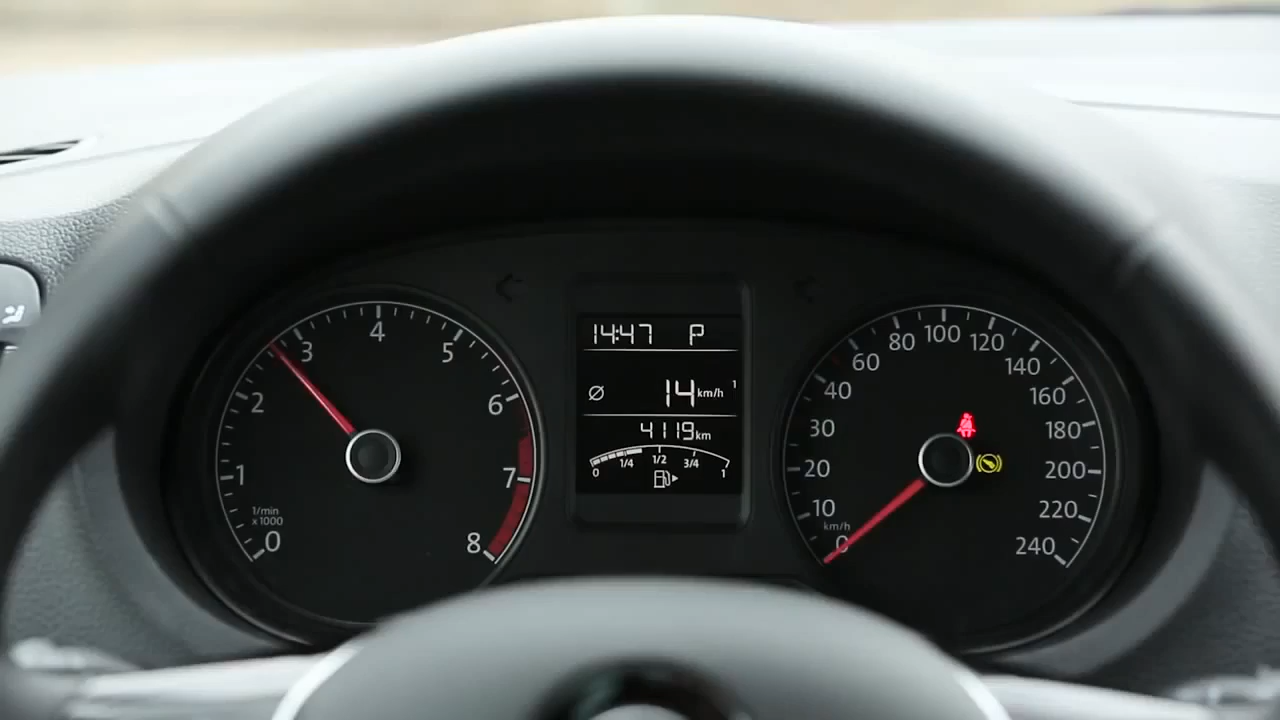 14:47 P
Ø 14 km/h 1
4119 km
0 1/4 1/2 3/4 1
0 1 2 3 4 5 6 7 8
1/min
x1000
0 10 20 30 40 60 80 100 120 140 160 180 200 220 240
km/h